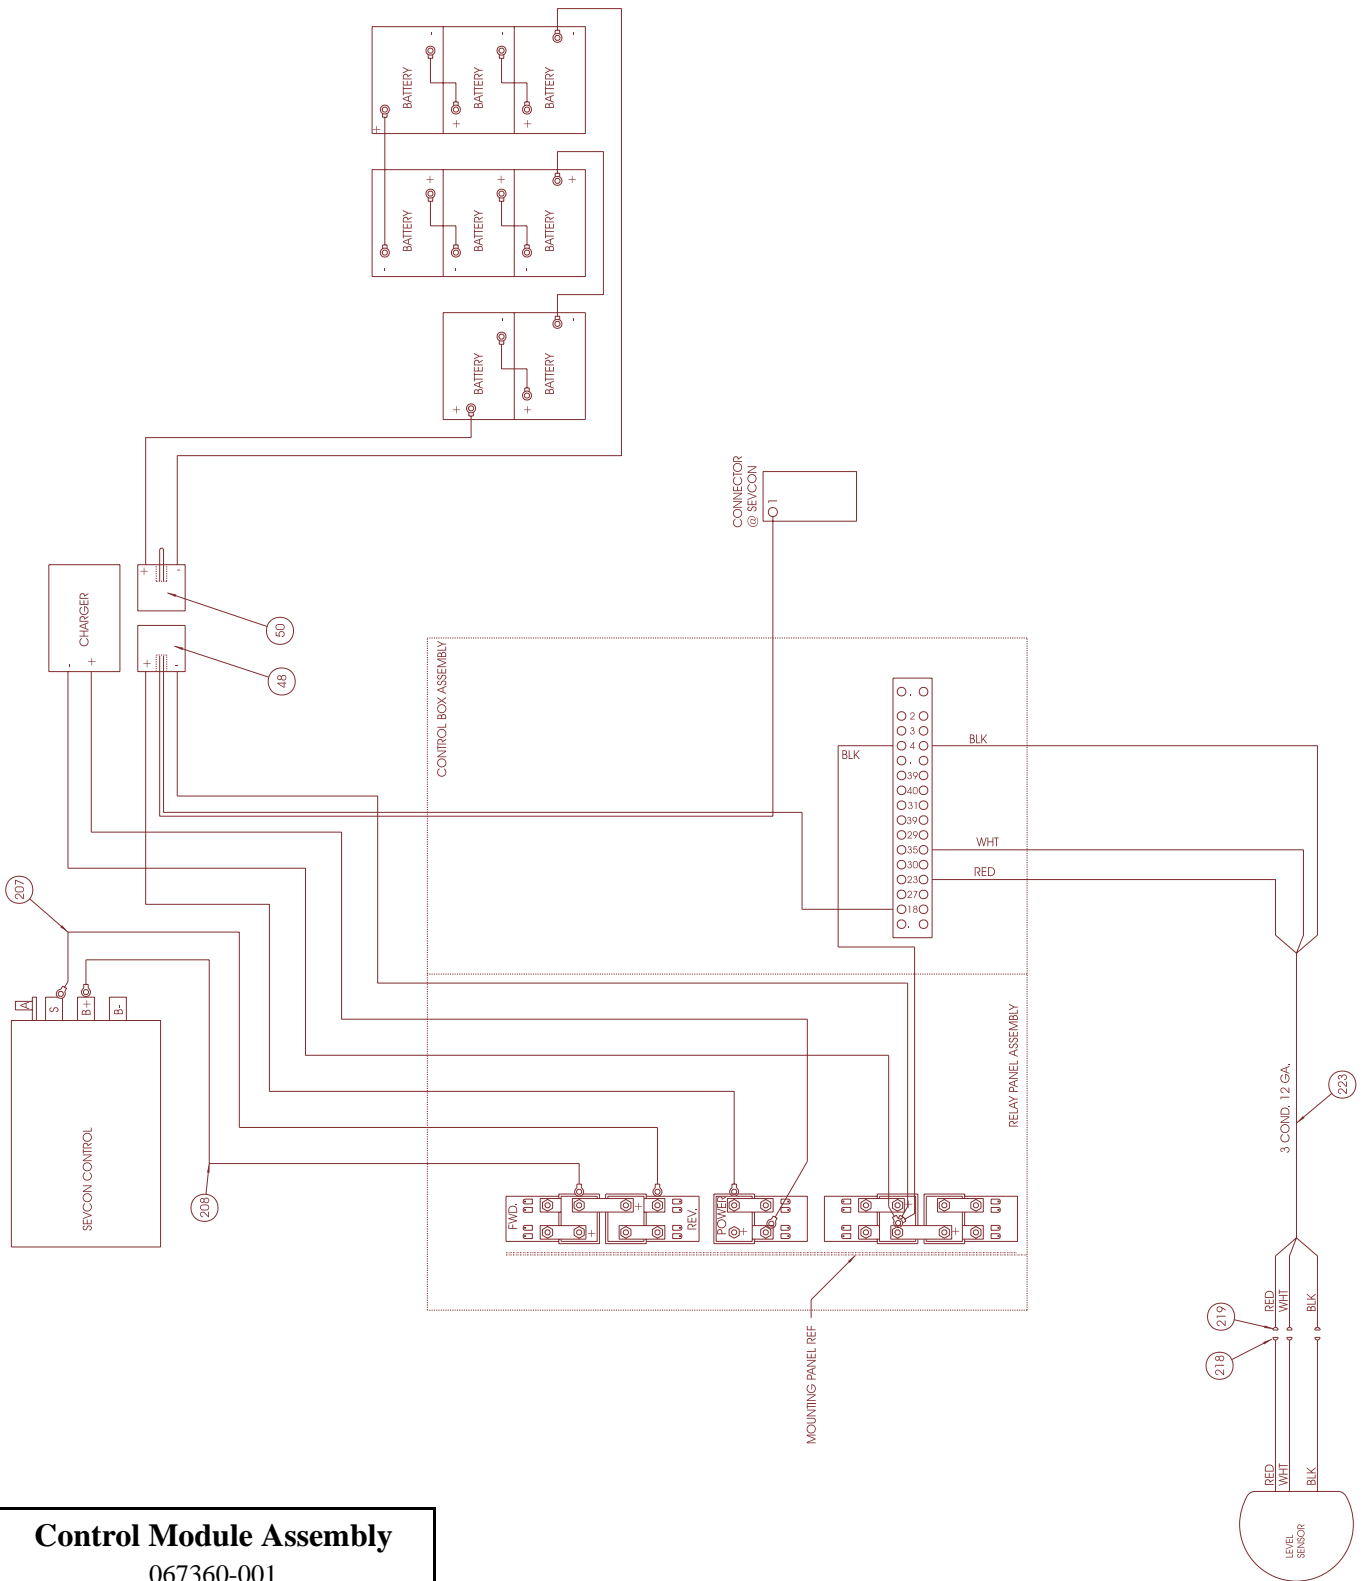 BATTERY
BATTERY
BATTERY
-
-
-
+
+
+
BATTERY
BATTERY
BATTERY
+
+
+
-
-
-
BATTERY
BATTERY
-
-
+
+
CONNECTOR
@ SEVCON
1
CHARGER
-
+
+
-
50
+
-
48
CONTROL BOX ASSEMBLY
.
2
3
4
.
39
40
31
39
29
35
30
23
27
18
.
BLK
BLK
WHT
RED
207
A
S
B+
B-
SEVCON CONTROL
208
RELAY PANEL ASSEMBLY
FWD.
+
+
REV.
POWER
+
+
+
MOUNTING PANEL REF
3 COND. 12 GA.
223
RED
WHT
BLK
219
218
RED
WHT
BLK
LEVEL
SENSOR
Control Module Assembly
067360-001